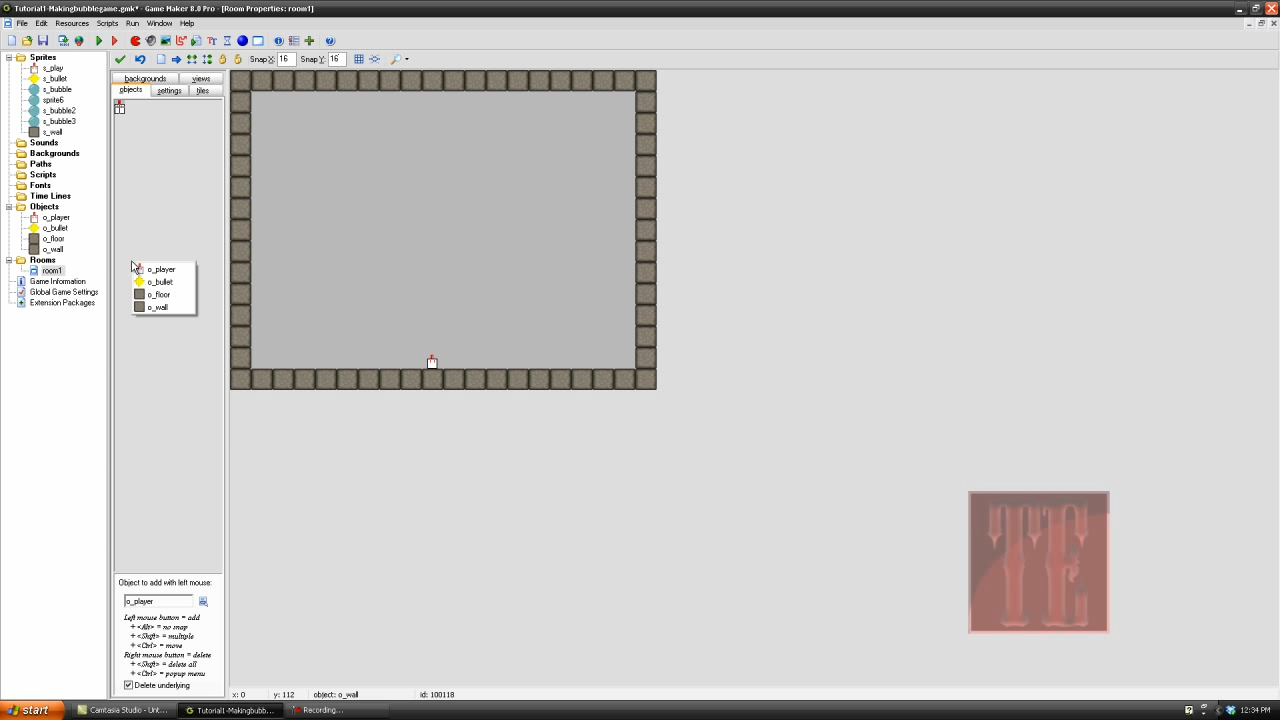 Tutorial1-Makingbubblegame.gmk* - Game Maker 8.0 Pro - [Room Properties: room1]
File Edit Resources Scripts Run Window Help
Snap X: 16 Snap Y: 16
Sprites
s_play
s_bullet
s_bubble
sprite6
s_bubble2
s_bubble3
s_wall
Sounds
Backgrounds
Paths
Scripts
Fonts
Time Lines
Objects
o_player
o_bullet
o_floor
o_wall
Rooms
room1
Game Information
Global Game Settings
Extension Packages
backgrounds views
objects settings tiles
o_player
o_bullet
o_floor
o_wall
Object to add with left mouse:
o_player
Left mouse button = add
+ <Alt> = no snap
+ <Shift> = multiple
+ <Ctrl> = move
Right mouse button = delete
+ <Shift> = delete all
+ <Ctrl> = popup menu
Delete underlying
x: 0 y: 112 object: o_wall id: 100118
TE
start Camtasia Studio - Unt... Tutorial1-Makingbubb... Recording... 12:34 PM